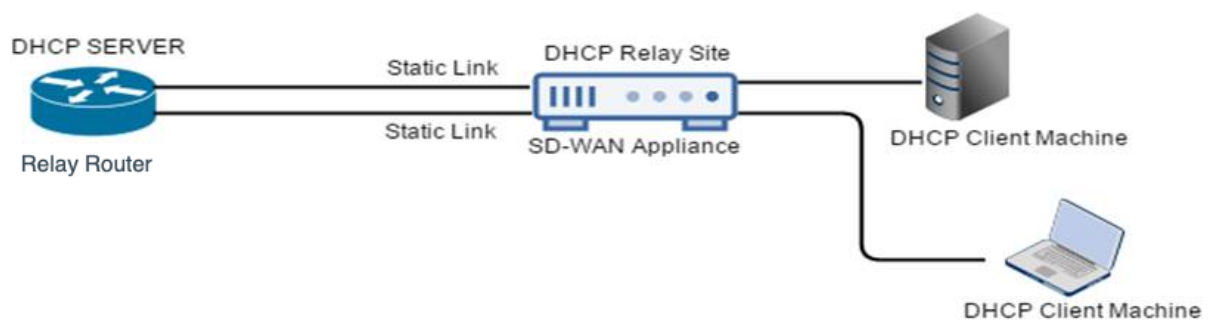 DHCP SERVER
Relay Router
Static Link
Static Link
DHCP Relay Site
SD-WAN Appliance
DHCP Client Machine
DHCP Client Machine